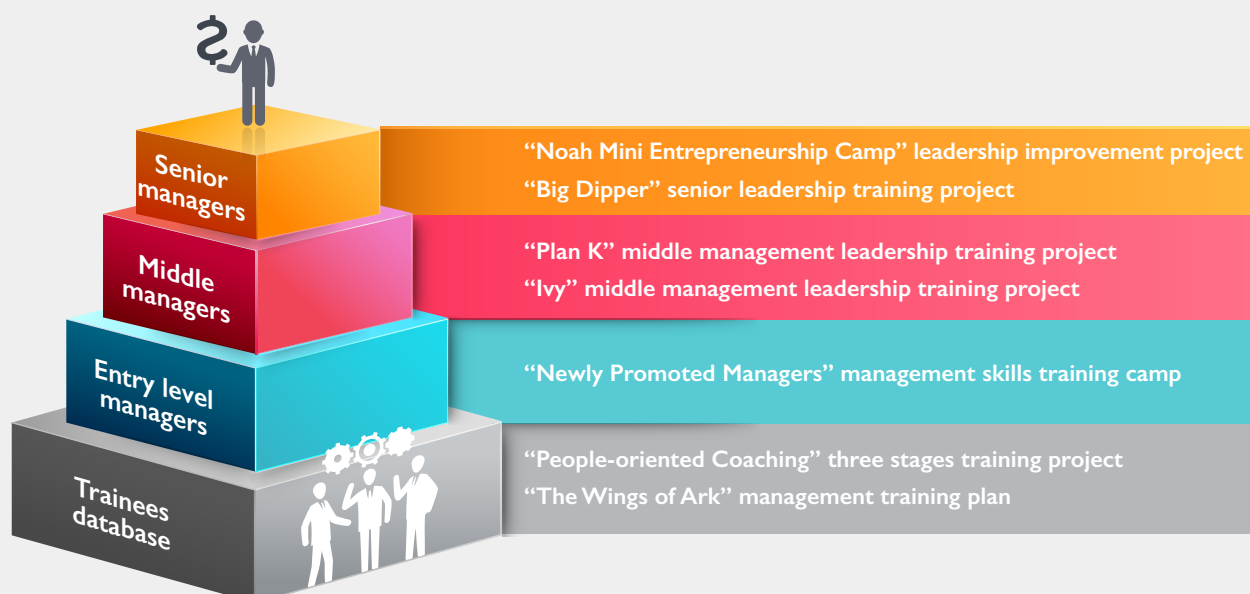 Senior
managers
“Noah Mini Entrepreneurship Camp” leadership improvement project
“Big Dipper” senior leadership training project
Middle
managers
“Plan K” middle management leadership training project
“Ivy” middle management leadership training project
Entry level
managers
“Newly Promoted Managers” management skills training camp
Trainees
database
“People-oriented Coaching” three stages training project
“The Wings of Ark” management training plan